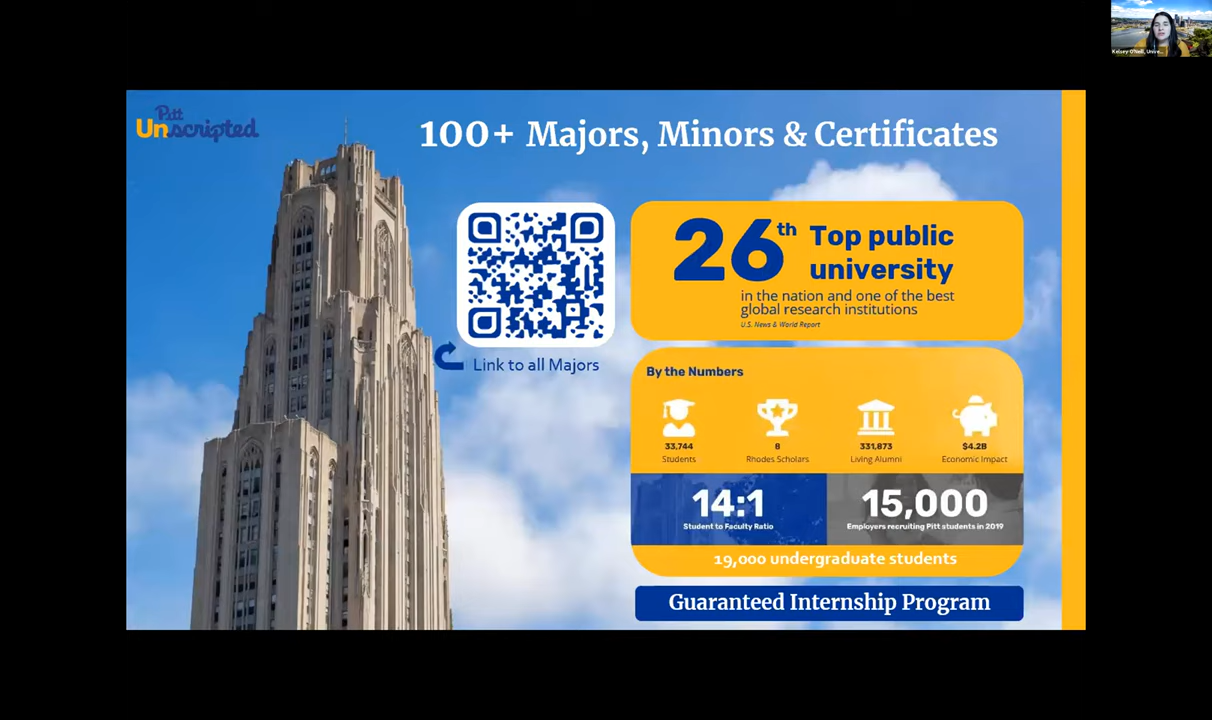 Kelsey O'Neill, Unive...
Pitt
Unscripted
100+ Majors, Minors & Certificates
Link to all Majors
26th Top public
university
in the nation and one of the best
global research institutions
U.S. News & World Report
By the Numbers
33,744
Students
8
Rhodes Scholars
331,873
Living Alumni
$4.2B
Economic Impact
14:1
Student to Faculty Ratio
15,000
Employers recruiting Pitt students in 2019
19,000 undergraduate students
Guaranteed Internship Program